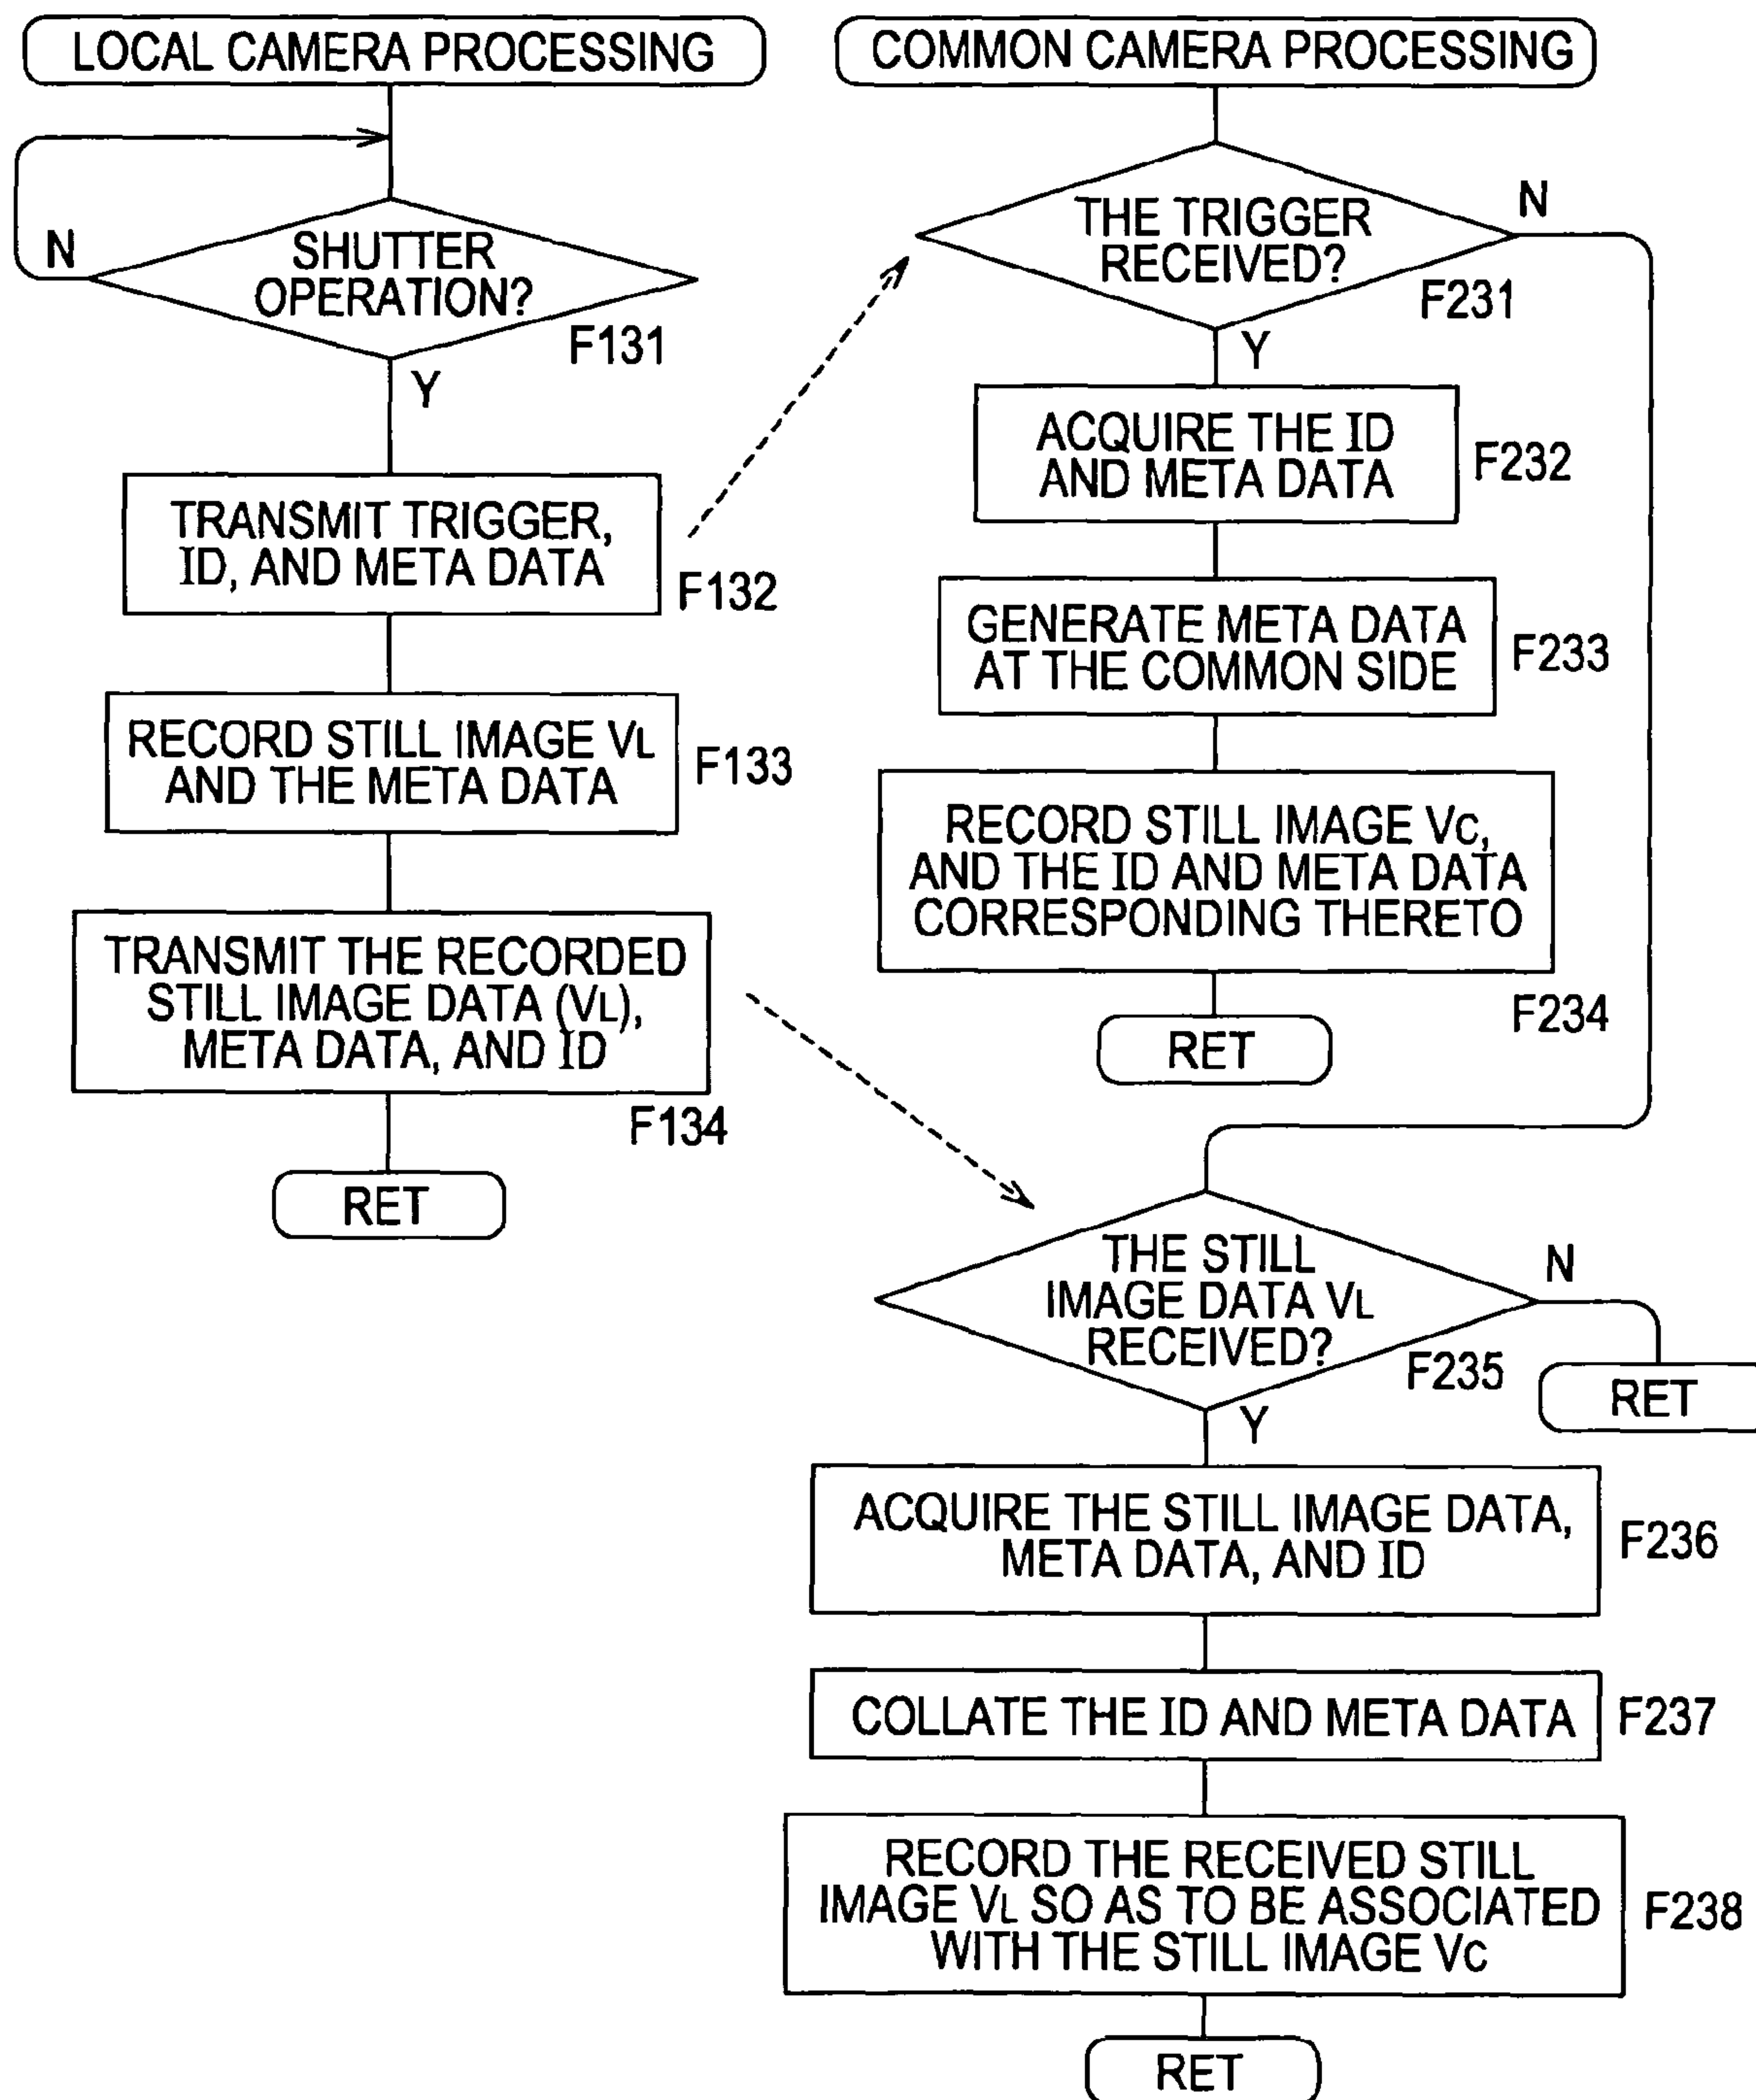 LOCAL CAMERA PROCESSING
N
SHUTTER
OPERATION?
F131
Y
TRANSMIT TRIGGER,
ID, AND META DATA
F132
RECORD STILL IMAGE VL
AND THE META DATA
F133
TRANSMIT THE RECORDED
STILL IMAGE DATA (VL),
META DATA, AND ID
F134
RET
COMMON CAMERA PROCESSING
THE TRIGGER
RECEIVED?
N
F231
Y
ACQUIRE THE ID
AND META DATA
F232
GENERATE META DATA
AT THE COMMON SIDE
F233
RECORD STILL IMAGE VC,
AND THE ID AND META DATA
CORRESPONDING THERETO
F234
RET
THE STILL
IMAGE DATA VL
RECEIVED?
N
F235
RET
Y
ACQUIRE THE STILL IMAGE DATA,
META DATA, AND ID
F236
COLLATE THE ID AND META DATA
F237
RECORD THE RECEIVED STILL
IMAGE VL SO AS TO BE ASSOCIATED
WITH THE STILL IMAGE VC
F238
RET